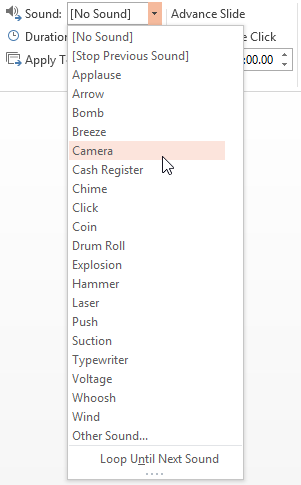 Sound: [No Sound] Advance Slide
Duration e Click
Apply T :00.00
[No Sound]
[Stop Previous Sound]
Applause
Arrow
Bomb
Breeze
Camera
Cash Register
Chime
Click
Coin
Drum Roll
Explosion
Hammer
Laser
Push
Suction
Typewriter
Voltage
Whoosh
Wind
Other Sound...
Loop Until Next Sound